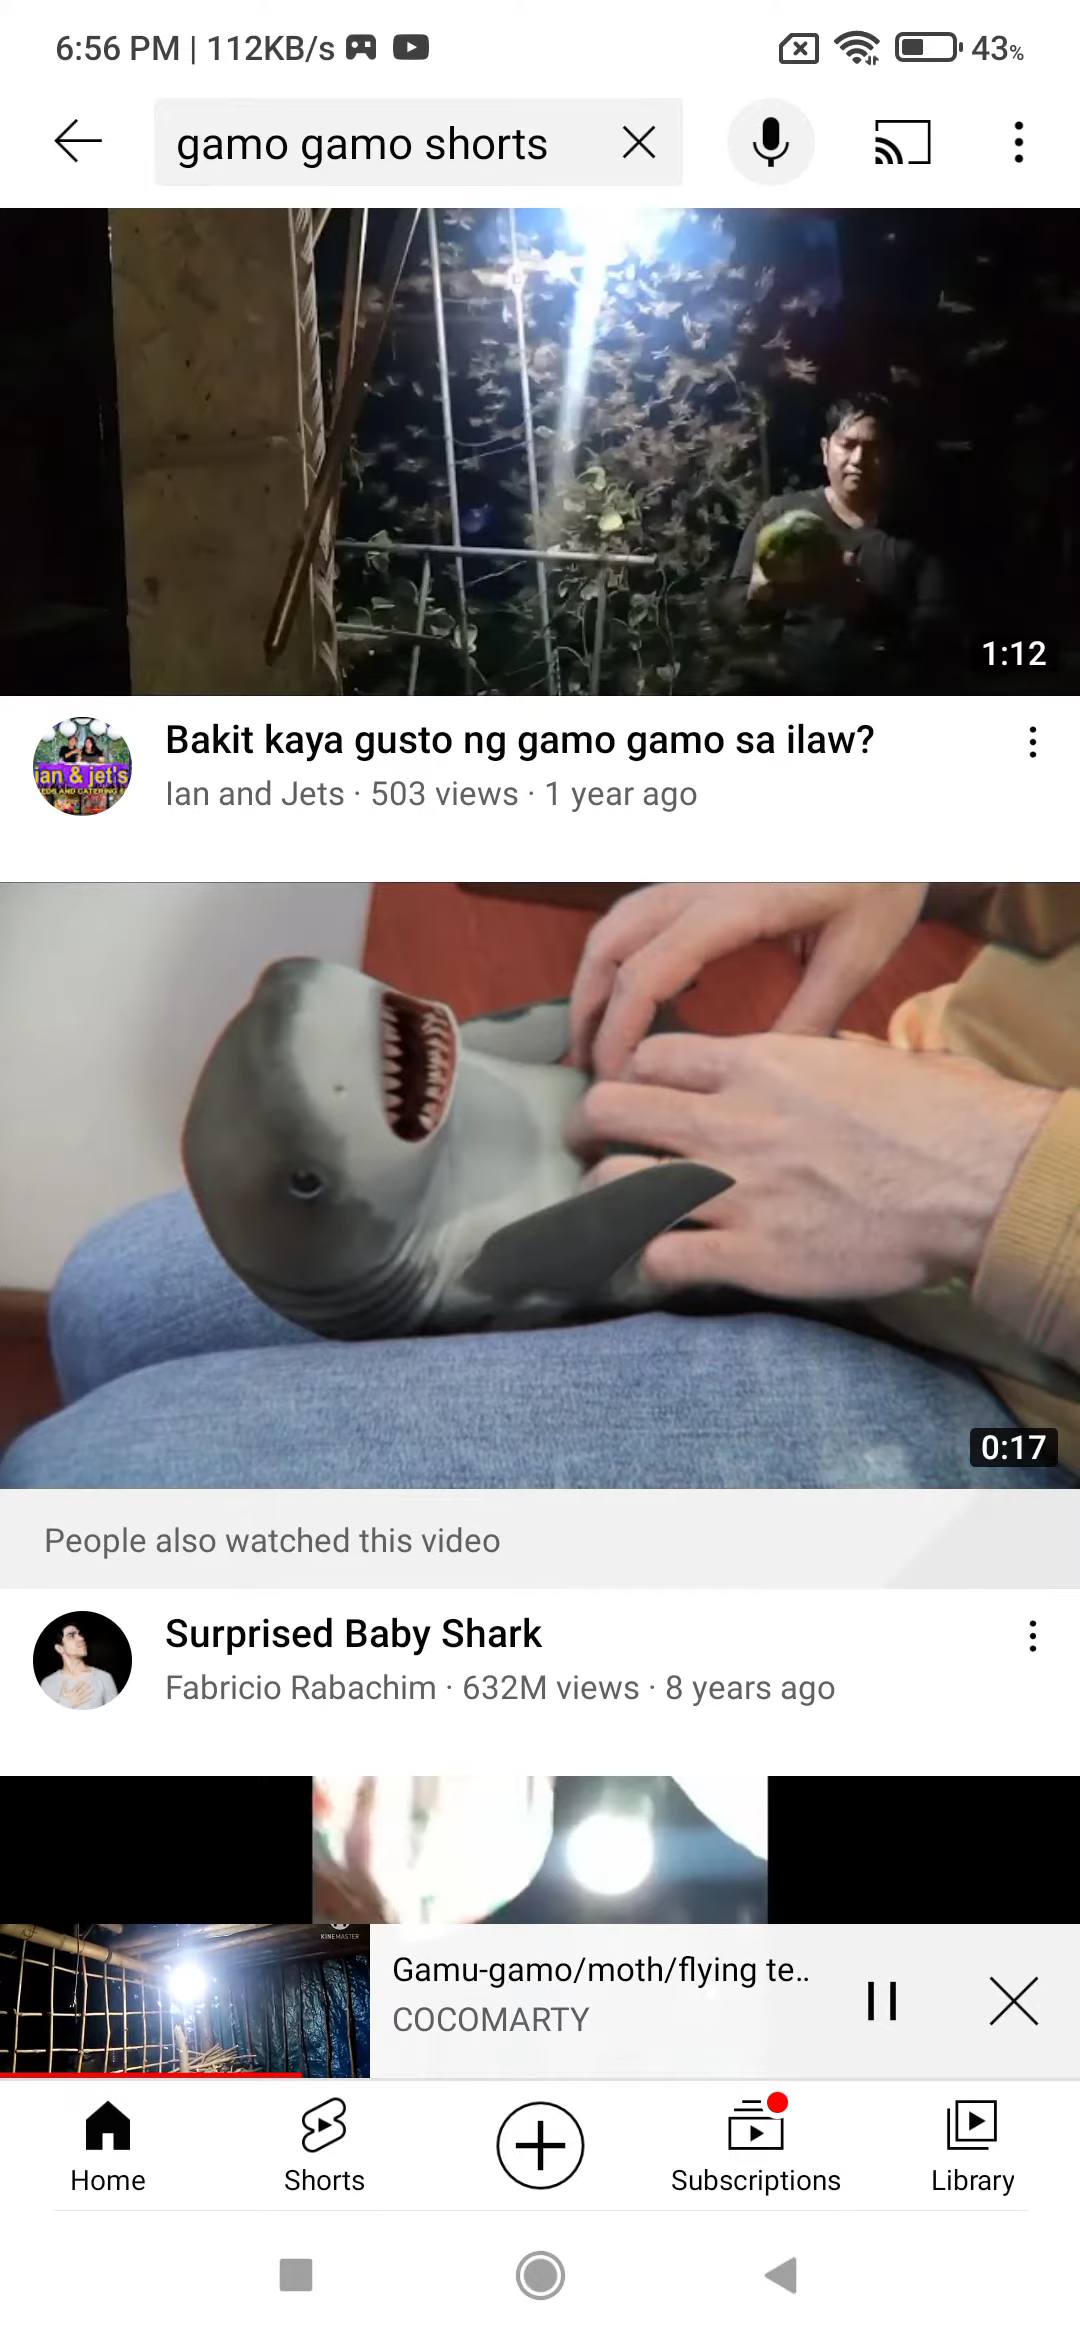 6:56 PM | 112KB/s 43%
gamo gamo shorts
1:12
ian & jet's
Bakit kaya gusto ng gamo gamo sa ilaw?
Ian and Jets · 503 views · 1 year ago
0:17
People also watched this video
Surprised Baby Shark
Fabricio Rabachim · 632M views · 8 years ago
KINEMASTER
Gamu-gamo/moth/flying te..
COCOMARTY
Home Shorts Subscriptions Library